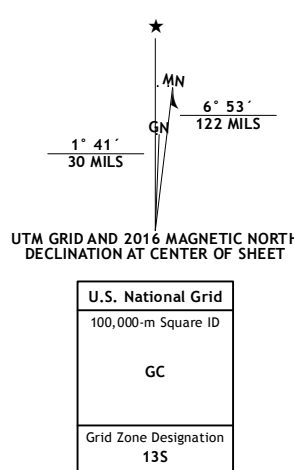 ★
MN
GN
6° 53´
122 MILS
1° 41´
30 MILS
UTM GRID AND 2016 MAGNETIC NORTH
DECLINATION AT CENTER OF SHEET
U.S. National Grid
100,000-m Square ID
GC
Grid Zone Designation
13S